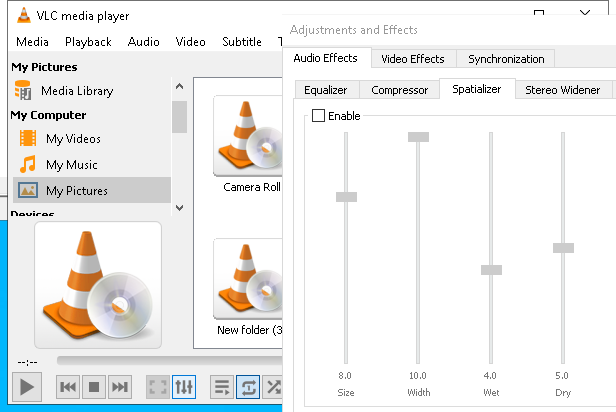 VLC media player
Media Playback Audio Video Subtitle
My Pictures
Media Library
My Computer
My Videos
My Music
My Pictures
Devices
Camera Roll
New folder (3
--:--
Adjustments and Effects
Audio Effects Video Effects Synchronization
Equalizer Compressor Spatializer Stereo Widener
Enable
8.0 10.0 4.0 5.0
Size Width Wet Dry